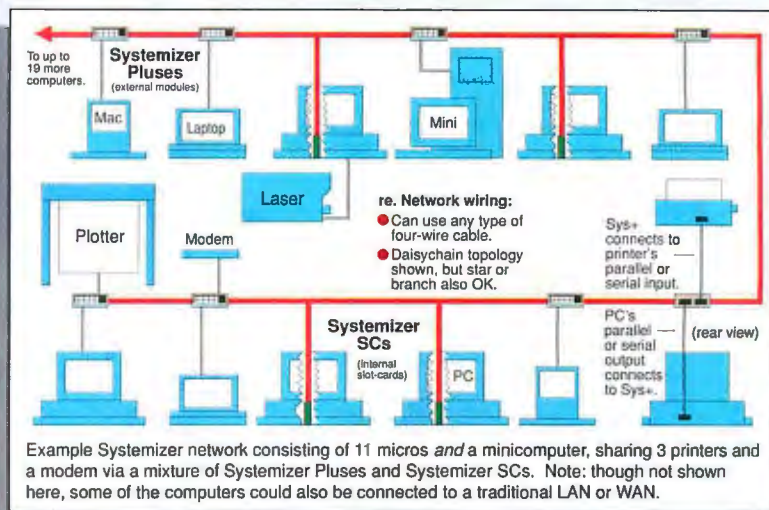 To up to
19 more
computers.
Systemizer
Pluses
(external modules)
Mac
Laptop
Mini
Laser
re. Network wiring:
Can use any type of
four-wire cable.
Daisychain topology
shown, but star or
branch also OK.
Plotter
Modem
Sys+
connects to
printer's
parallel or
serial input.
Systemizer
SCs
(internal
slot-cards)
PC
PC's
parallel
or serial
output
connects
to Sys+.
(rear view)
Example Systemizer network consisting of 11 micros and a minicomputer, sharing 3 printers and
a modem via a mixture of Systemizer Pluses and Systemizer SCs. Note: though not shown
here, some of the computers could also be connected to a traditional LAN or WAN.